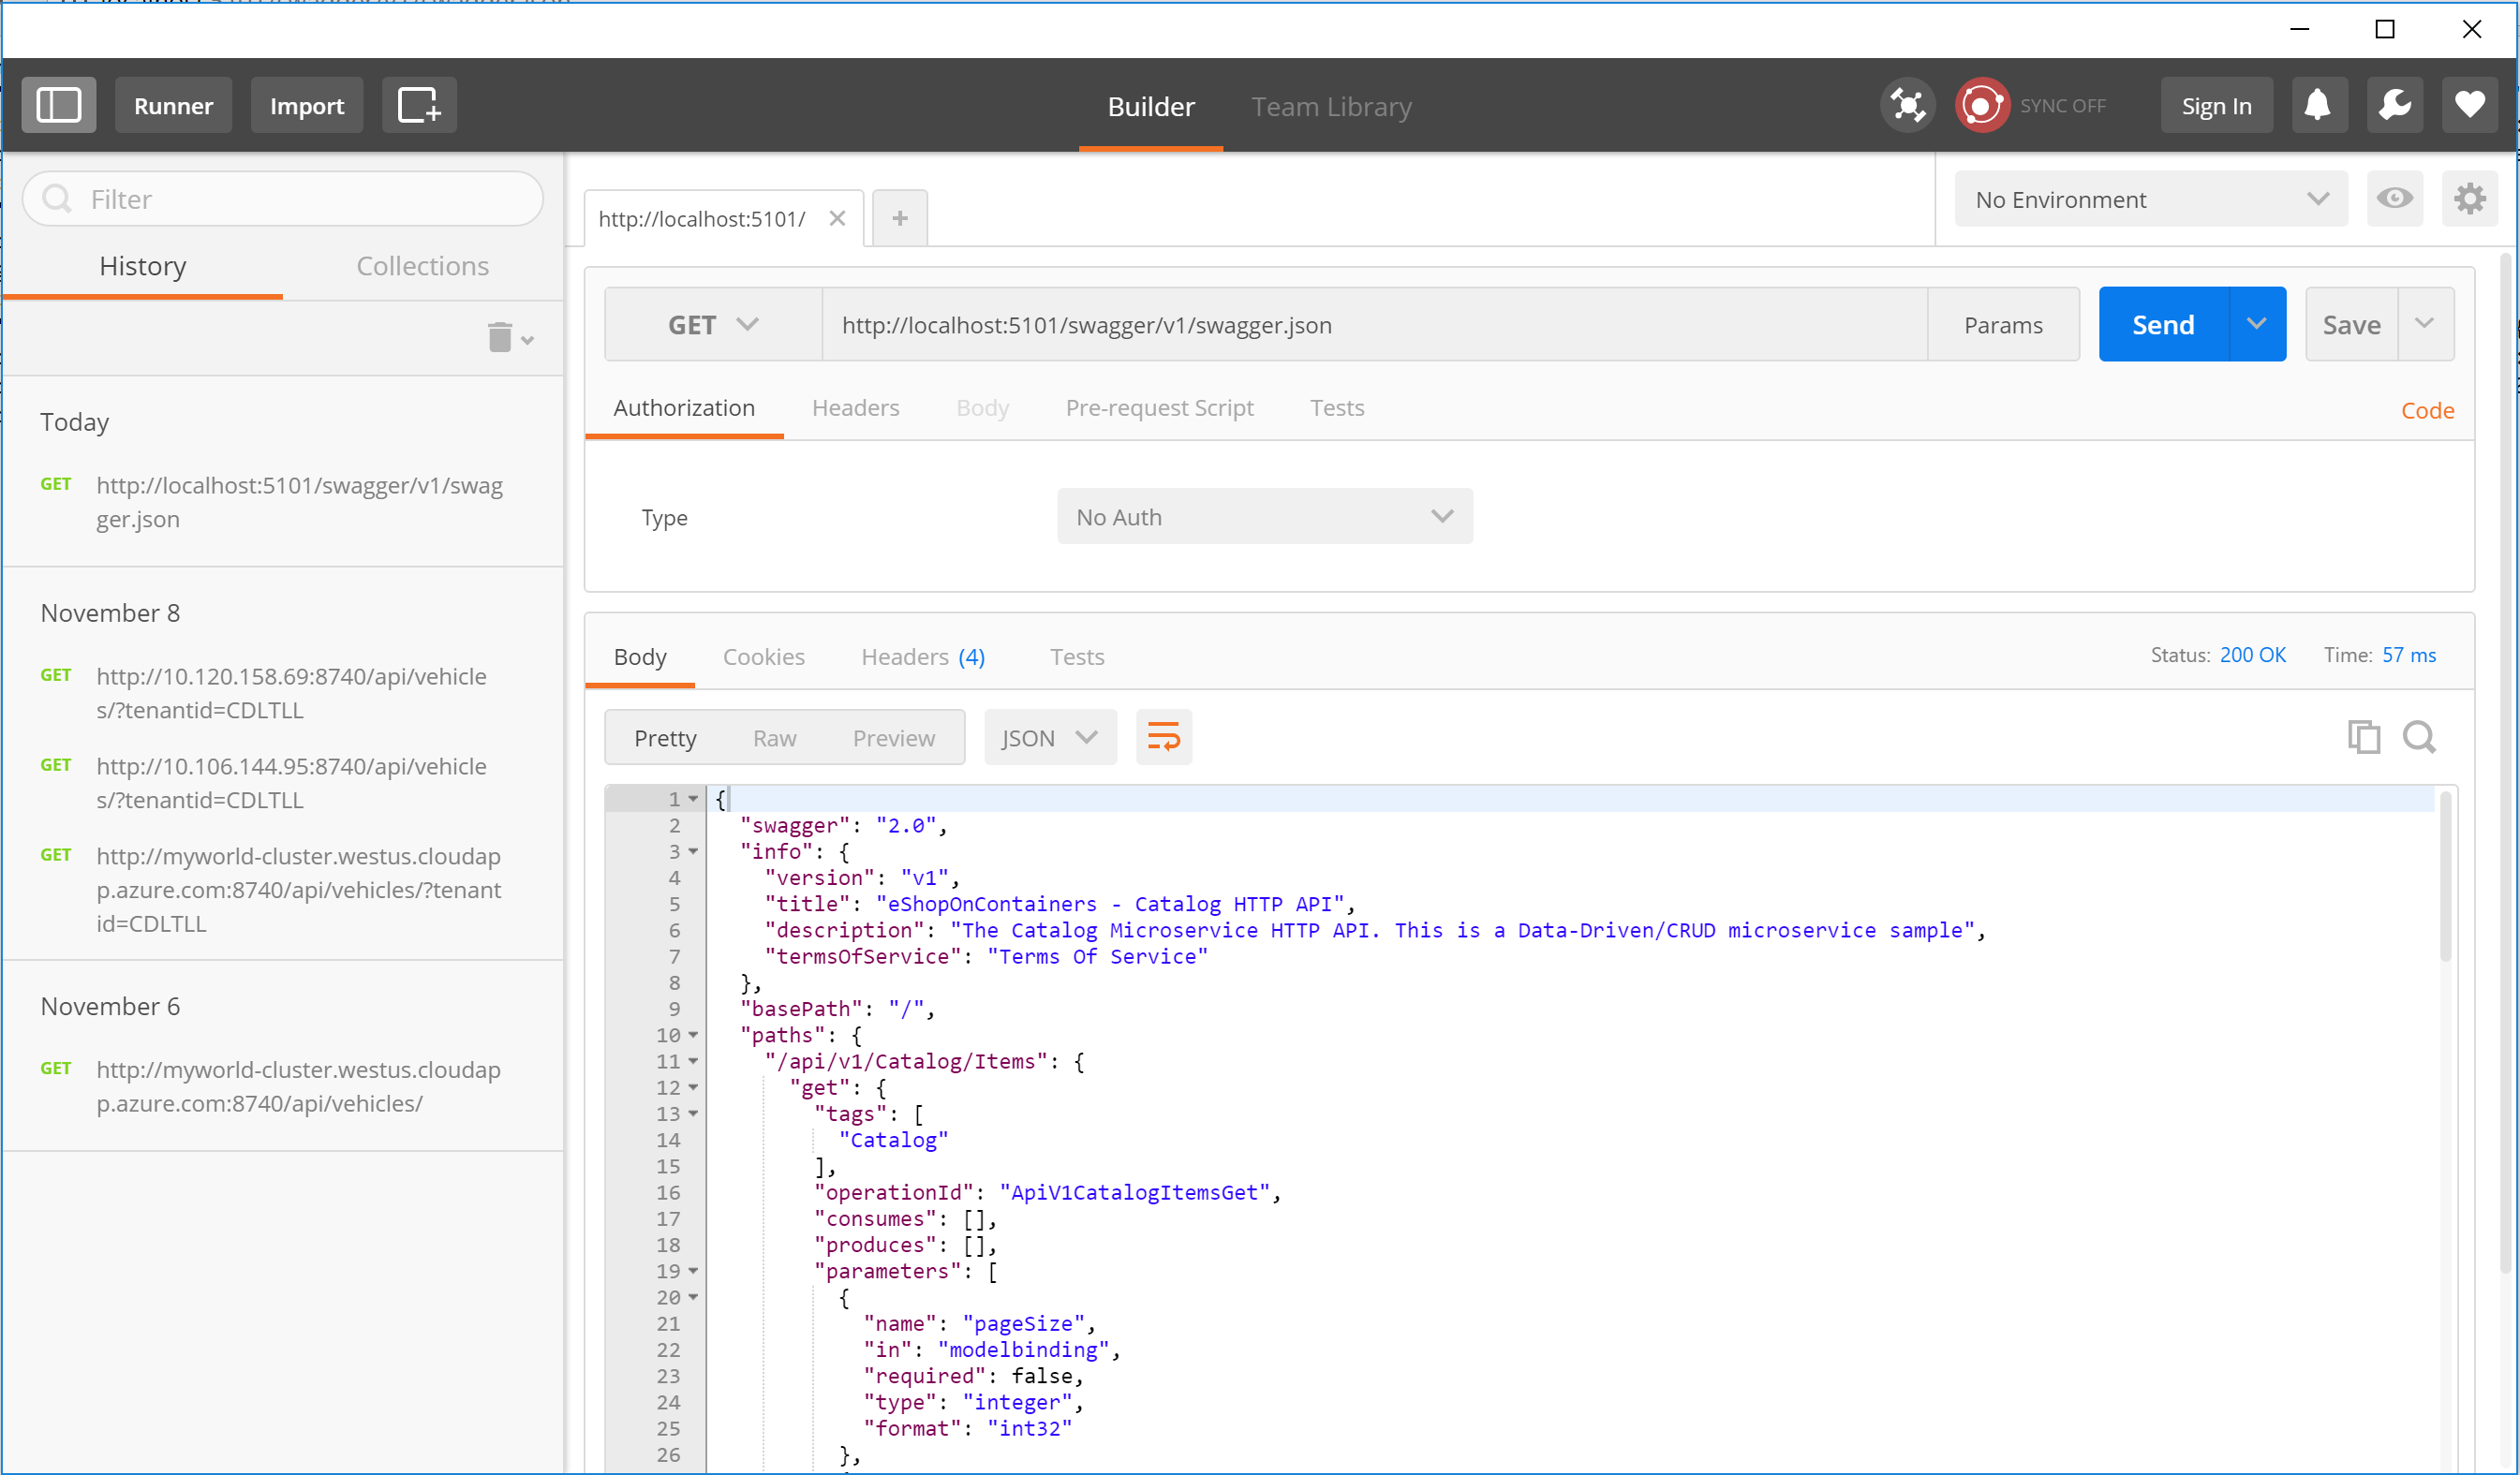 Runner
Import
Builder
Team Library
SYNC OFF
Sign In
Filter
History
Collections
Today
GET http://localhost:5101/swagger/v1/swag
ger.json
November 8
GET http://10.120.158.69:8740/api/vehicle
s/?tenantid=CDLTLL
GET http://10.106.144.95:8740/api/vehicle
s/?tenantid=CDLTLL
GET http://myworld-cluster.westus.cloudap
p.azure.com:8740/api/vehicles/?tenant
id=CDLTLL
November 6
GET http://myworld-cluster.westus.cloudap
p.azure.com:8740/api/vehicles/
http://localhost:5101/
No Environment
GET http://localhost:5101/swagger/v1/swagger.json Params Send Save
Authorization Headers Body Pre-request Script Tests Code
Type No Auth
Body Cookies Headers (4) Tests Status: 200 OK Time: 57 ms
Pretty Raw Preview JSON
1 {
2 "swagger": "2.0",
3 "info": {
4 "version": "v1",
5 "title": "eShopOnContainers - Catalog HTTP API",
6 "description": "The Catalog Microservice HTTP API. This is a Data-Driven/CRUD microservice sample",
7 "termsOfService": "Terms Of Service"
8 },
9 "basePath": "/",
10 "paths": {
11 "/api/v1/Catalog/Items": {
12 "get": {
13 "tags": [
14 "Catalog"
15 ],
16 "operationId": "ApiV1CatalogItemsGet",
17 "consumes": [],
18 "produces": [],
19 "parameters": [
20 {
21 "name": "pageSize",
22 "in": "modelbinding",
23 "required": false,
24 "type": "integer",
25 "format": "int32"
26 },